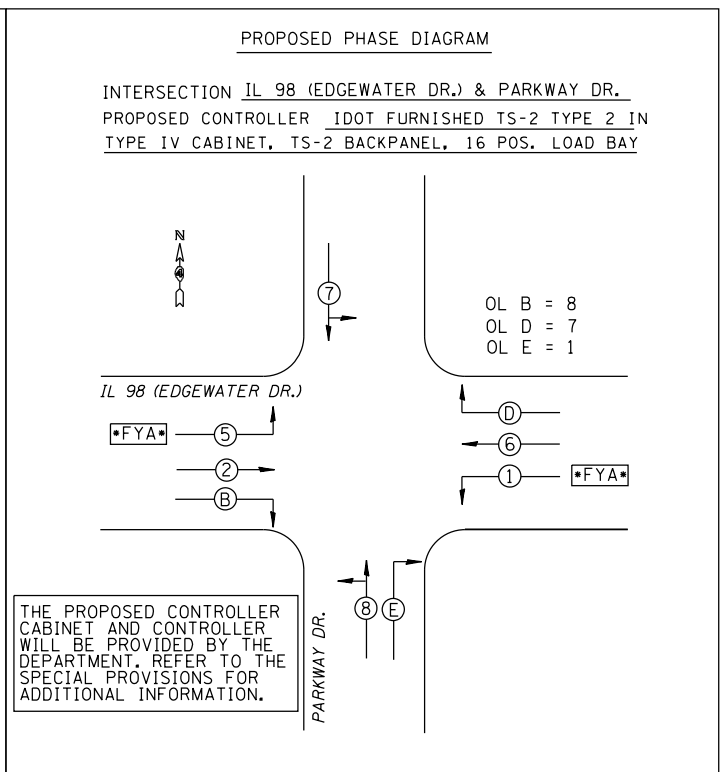 PROPOSED PHASE DIAGRAM
INTERSECTION IL 98 (EDGEWATER DR.) & PARKWAY DR.
PROPOSED CONTROLLER IDOT FURNISHED TS-2 TYPE 2 IN
TYPE IV CABINET, TS-2 BACKPANEL, 16 POS. LOAD BAY
N
7
OL B = 8
OL D = 7
OL E = 1
IL 98 (EDGEWATER DR.)
*FYA*
5
2
B
D
6
1
*FYA*
8
E
THE PROPOSED CONTROLLER
CABINET AND CONTROLLER
WILL BE PROVIDED BY THE
DEPARTMENT. REFER TO THE
SPECIAL PROVISIONS FOR
ADDITIONAL INFORMATION.
PARKWAY DR.